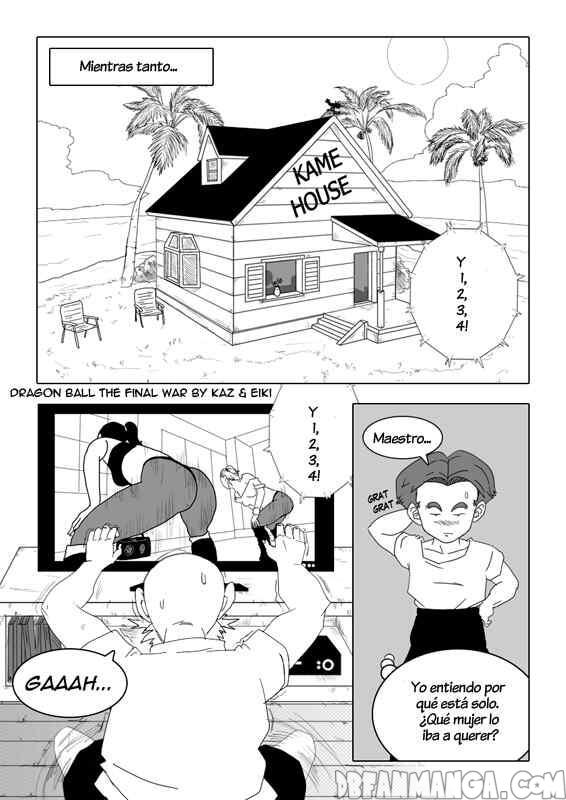 Mientras tanto...
KAME
HOUSE
Y
1,
2,
3,
4!
DRAGON BALL THE FINAL WAR BY KAZ & EIKI
Y
1,
2,
3,
4!
GAAAH...
Maestro...
GRAT
GRAT
Yo entiendo por
qué está solo.
¿Qué mujer lo
iba a querer?
DBFANMANGA.COM